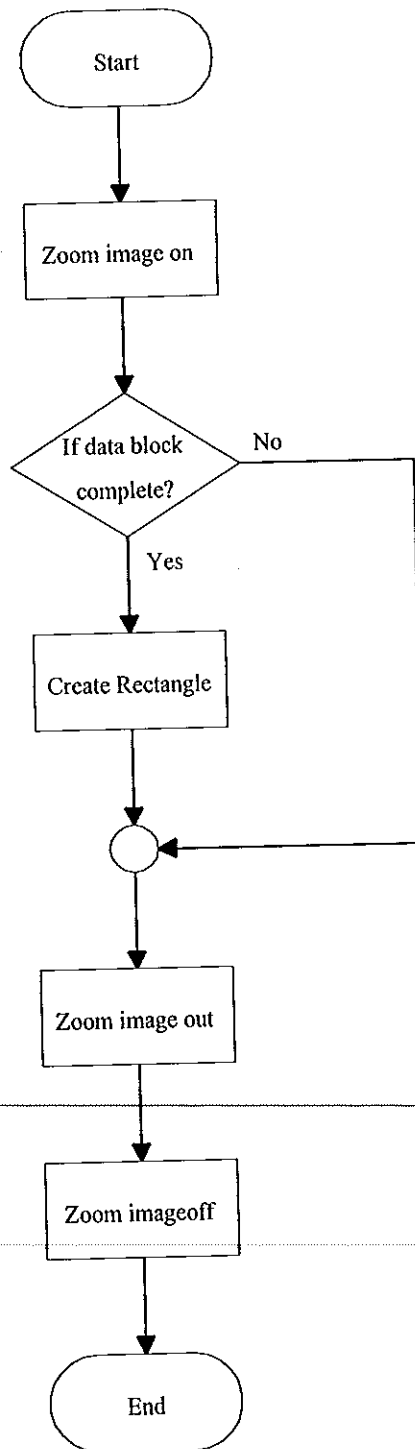 Start
Zoom image on
If data block
complete?
No
Yes
Create Rectangle
Zoom image out
Zoom imageoff
End